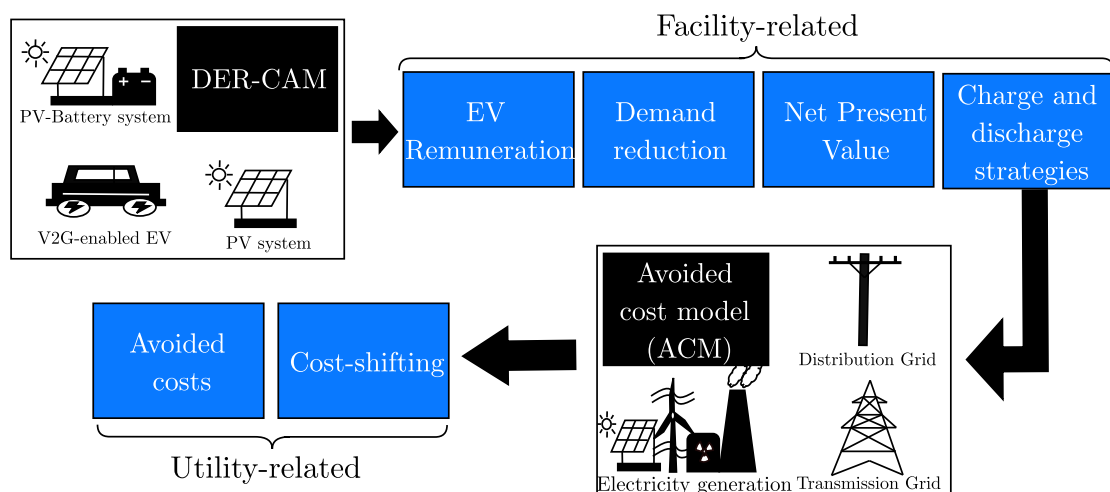 Facility-related
DER-CAM
PV-Battery system
V2G-enabled EV
PV system
EV
Remuneration
Demand
reduction
Net Present
Value
Charge and
discharge
strategies
Avoided
cost model
(ACM)
Distribution Grid
Electricity generation
Transmission Grid
Avoided
costs
Cost-shifting
Utility-related